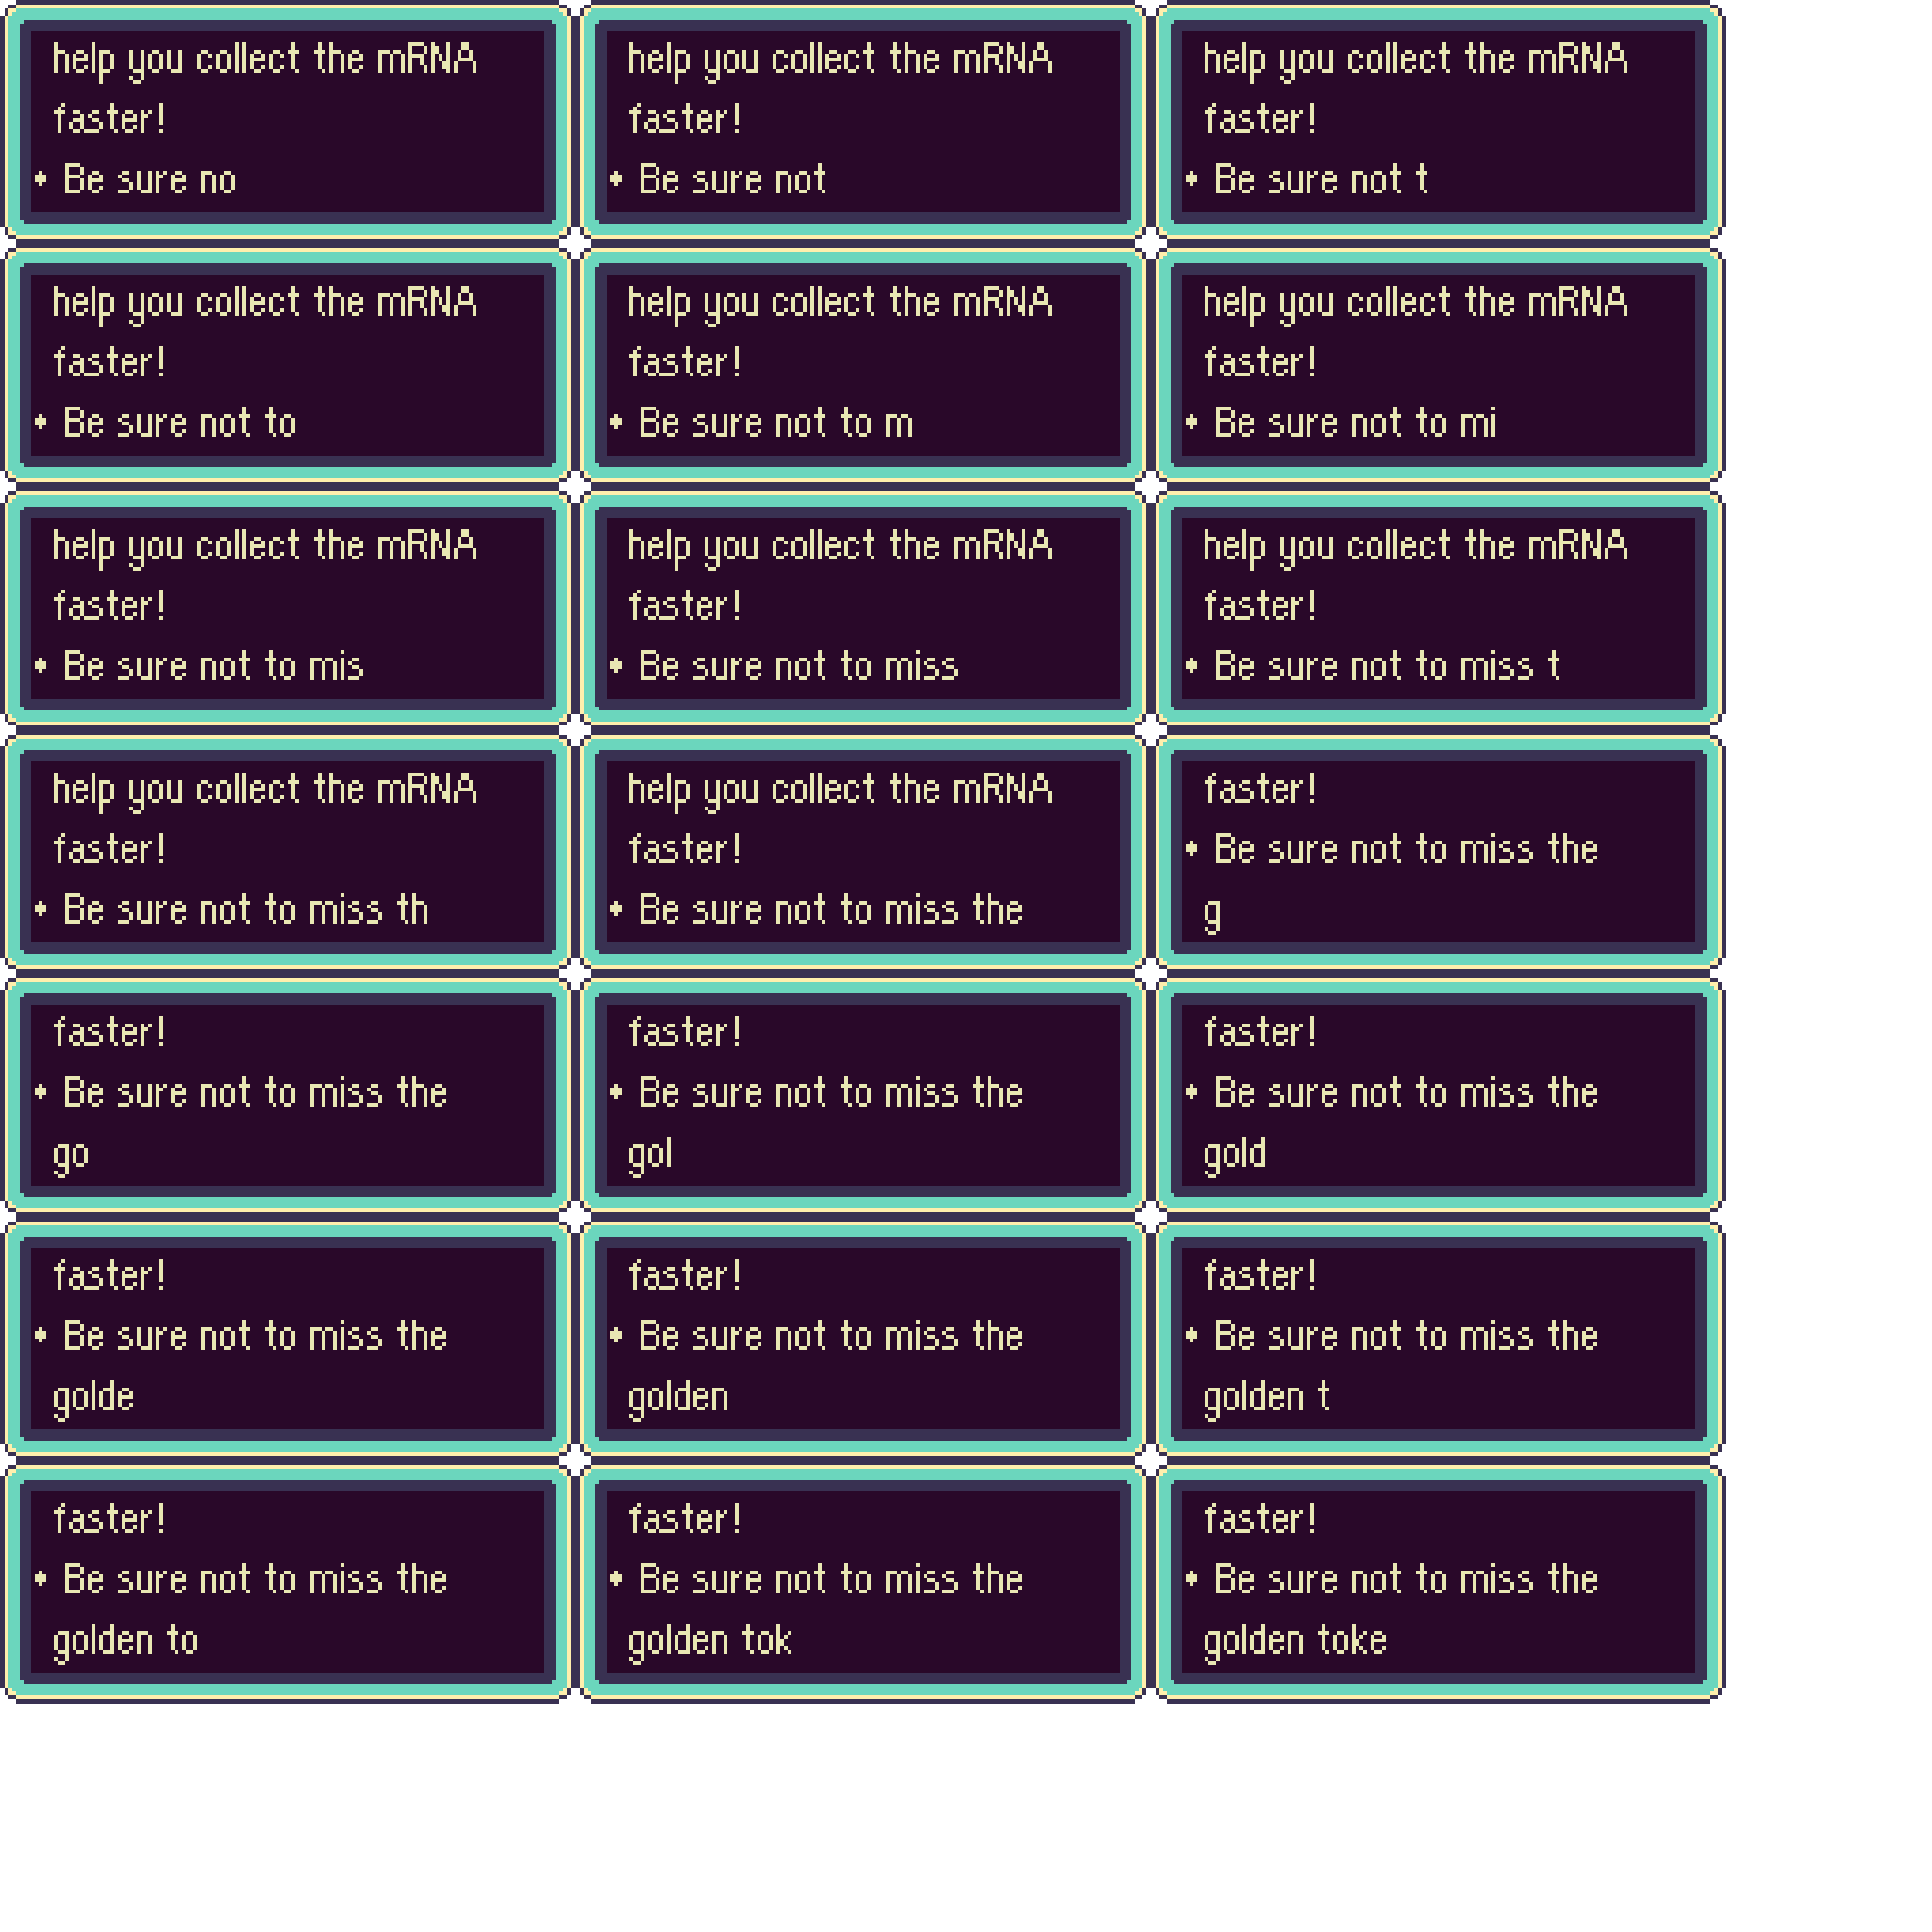 help you collect the mRNA
faster!
• Be sure no
help you collect the mRNA
faster!
• Be sure not
help you collect the mRNA
faster!
• Be sure not t
help you collect the mRNA
faster!
• Be sure not to
help you collect the mRNA
faster!
• Be sure not to m
help you collect the mRNA
faster!
• Be sure not to mi
help you collect the mRNA
faster!
• Be sure not to mis
help you collect the mRNA
faster!
• Be sure not to miss
help you collect the mRNA
faster!
• Be sure not to miss t
help you collect the mRNA
faster!
• Be sure not to miss th
help you collect the mRNA
faster!
• Be sure not to miss the
faster!
• Be sure not to miss the
g
faster!
• Be sure not to miss the
go
faster!
• Be sure not to miss the
gol
faster!
• Be sure not to miss the
gold
faster!
• Be sure not to miss the
golde
faster!
• Be sure not to miss the
golden
faster!
• Be sure not to miss the
golden t
faster!
• Be sure not to miss the
golden to
faster!
• Be sure not to miss the
golden tok
faster!
• Be sure not to miss the
golden toke